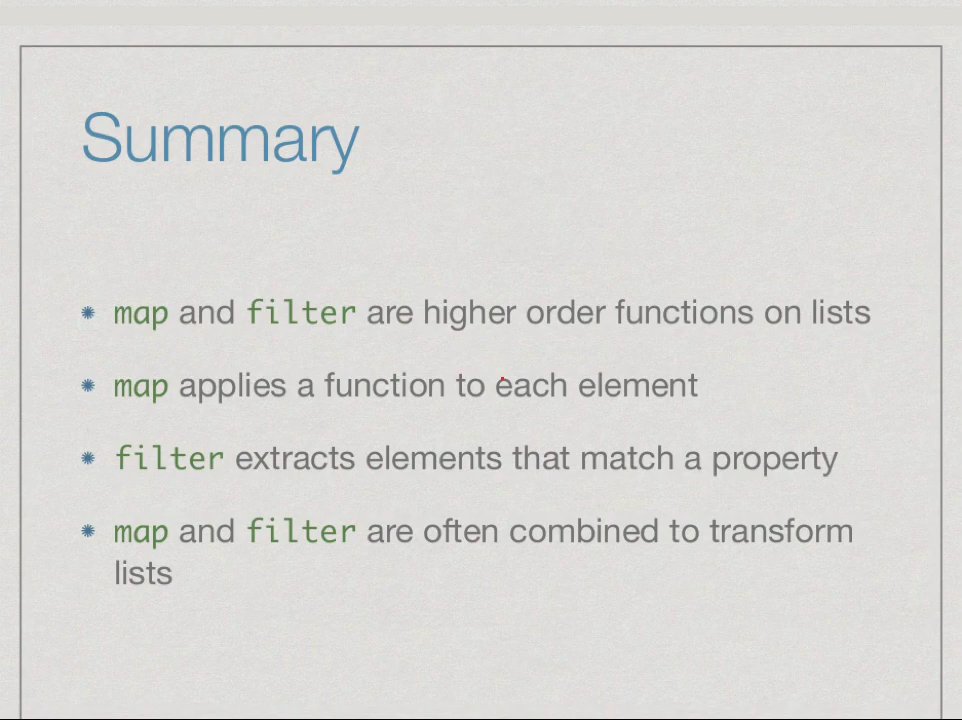 Summary
map and filter are higher order functions on lists
map applies a function to each element
filter extracts elements that match a property
map and filter are often combined to transform
lists